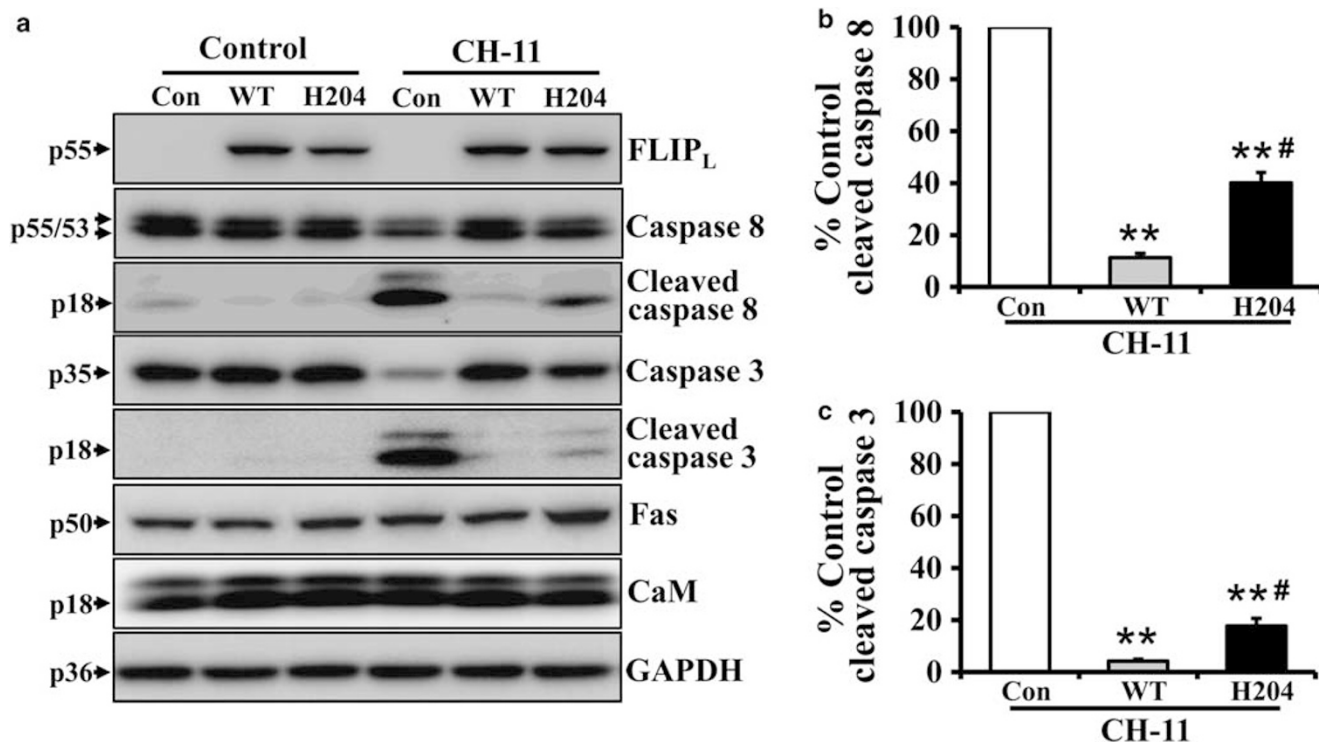 a
Control CH-11
Con WT H204 Con WT H204
p55 FLIPL
p55/53 Caspase 8
p18 Cleaved
caspase 8
p35 Caspase 3
p18 Cleaved
caspase 3
p50 Fas
p18 CaM
p36 GAPDH
b
% Control
cleaved caspase 8
100
80
60
40
20
0
**
**#
Con WT H204
CH-11
c
% Control
cleaved caspase 3
100
80
60
40
20
0
**
**#
Con WT H204
CH-11